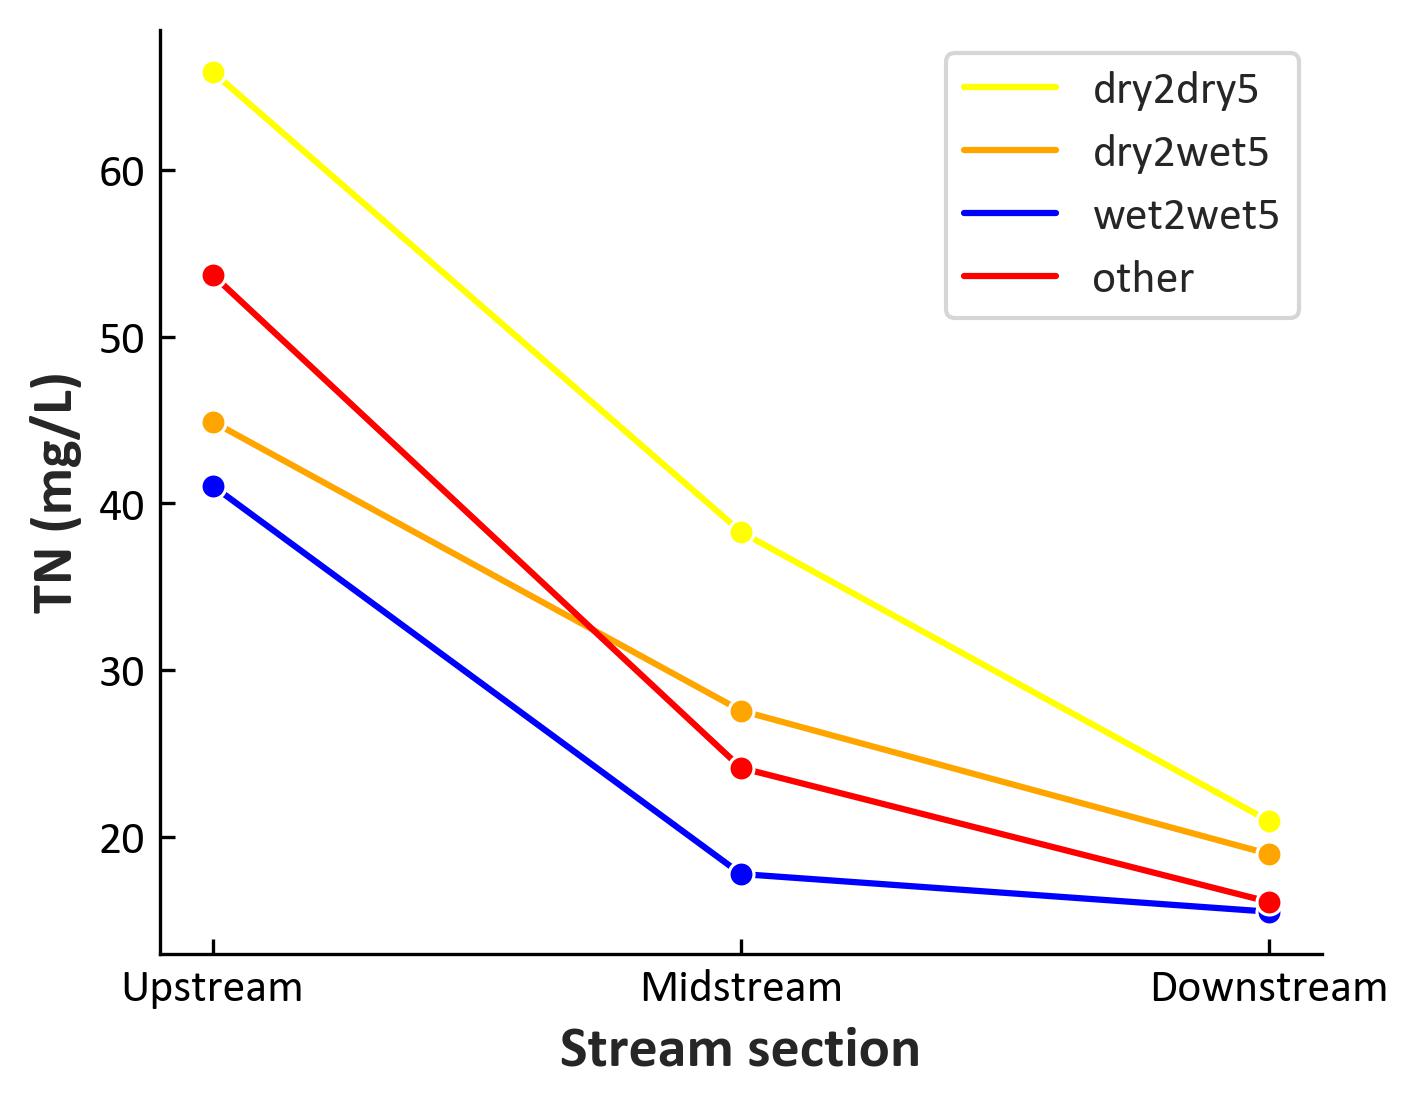 dry2dry5
dry2wet5
wet2wet5
other
60
50
40
30
20
TN (mg/L)
Upstream Midstream Downstream
Stream section